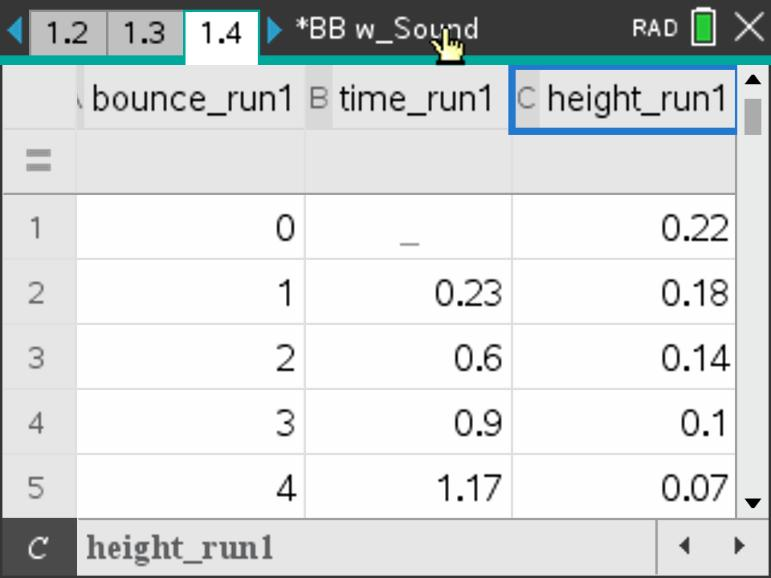 1.2 1.3 1.4 *BB w_Sound RAD
bounce_run1 B time_run1 C height_run1
=
1 0 _ 0.22
2 1 0.23 0.18
3 2 0.6 0.14
4 3 0.9 0.1
5 4 1.17 0.07
C height_run1